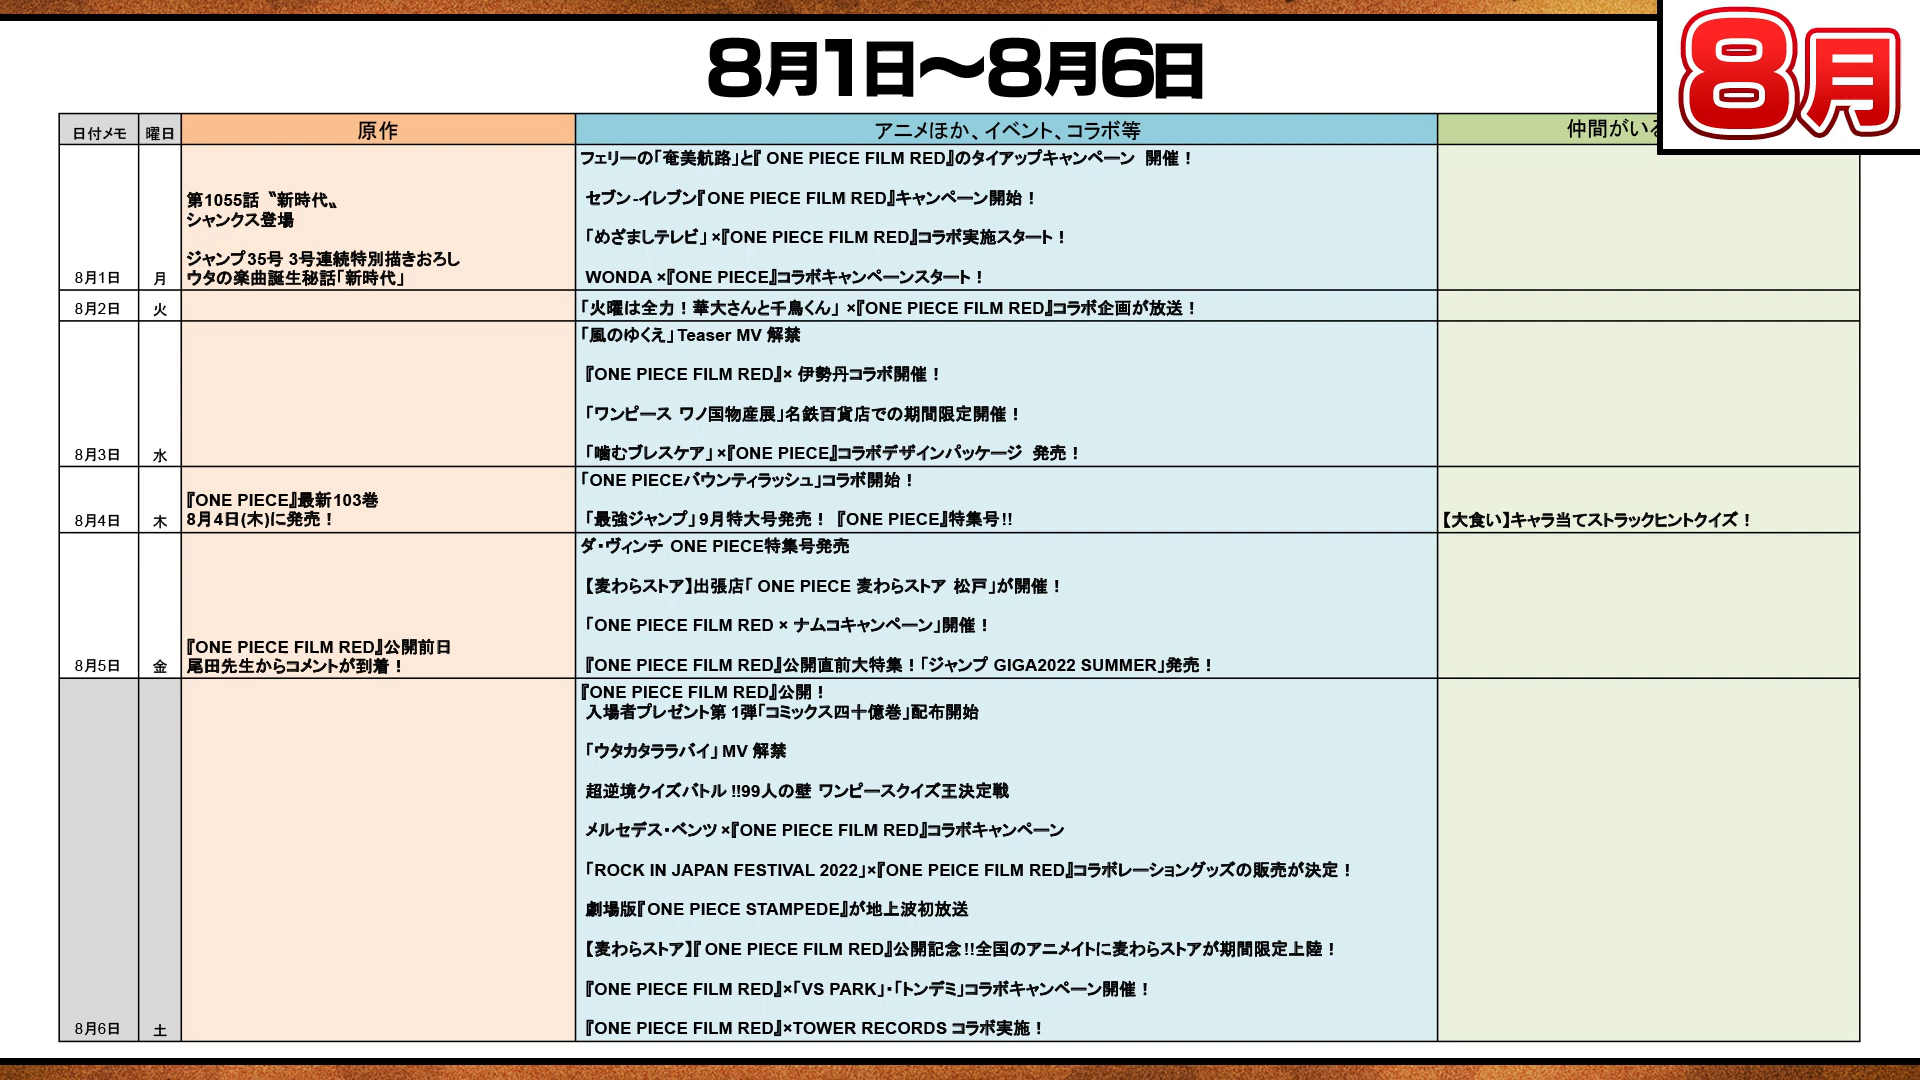 8月1日～8月6日
8月
日付メモ 曜日 原作 アニメほか、イベント、コラボ等 仲間がい
フェリーの「奄美航路」と『 ONE PIECE FILM RED』のタイアップキャンペーン 開催！
セブン-イレブン『ONE PIECE FILM RED』キャンペーン開始！
第1055話〝新時代〟
シャンクス登場
「めざましテレビ」×『ONE PIECE FILM RED』コラボ実施スタート！
ジャンプ35号 3号連続特別描きおろし
ウタの楽曲誕生秘話「新時代」
WONDA ×『ONE PIECE』コラボキャンペーンスタート！
8月1日 月
8月2日 火 「火曜は全力！華大さんと千鳥くん」 ×『ONE PIECE FILM RED』コラボ企画が放送！
「風のゆくえ」Teaser MV 解禁
『ONE PIECE FILM RED』× 伊勢丹コラボ開催！
「ワンピース ワノ国物産展」名鉄百貨店での期間限定開催！
8月3日 水 「噛むブレスケア」×『ONE PIECE』コラボデザインパッケージ 発売！
「ONE PIECEバウンティラッシュ」コラボ開始！
『ONE PIECE』最新103巻
8月4日(木)に発売！
8月4日 木 「最強ジャンプ」9月特大号発売！『ONE PIECE』特集号!! 【大食い】キャラ当てストラックヒントクイズ！
ダ・ヴィンチ ONE PIECE特集号発売
【麦わらストア】出張店「 ONE PIECE 麦わらストア 松戸」が開催！
「ONE PIECE FILM RED × ナムコキャンペーン」開催！
『ONE PIECE FILM RED』公開前日
尾田先生からコメントが到着！
8月5日 金 『ONE PIECE FILM RED』公開直前大特集！「ジャンプ GIGA2022 SUMMER」発売！
『ONE PIECE FILM RED』公開！
入場者プレゼント第 1弾「コミックス四十億巻」配布開始
「ウタカタララバイ」 MV 解禁
超逆境クイズバトル !!99人の壁 ワンピースクイズ王決定戦
メルセデス・ベンツ ×『ONE PIECE FILM RED』コラボキャンペーン
「ROCK IN JAPAN FESTIVAL 2022」×『ONE PEICE FILM RED』コラボレーショングッズの販売が決定！
劇場版『ONE PIECE STAMPEDE』が地上波初放送
【麦わらストア】『 ONE PIECE FILM RED』公開記念!!全国のアニメイトに麦わらストアが期間限定上陸！
『ONE PIECE FILM RED』×「VS PARK」・「トンデミ」コラボキャンペーン開催！
8月6日 土 『ONE PIECE FILM RED』×TOWER RECORDS コラボ実施！